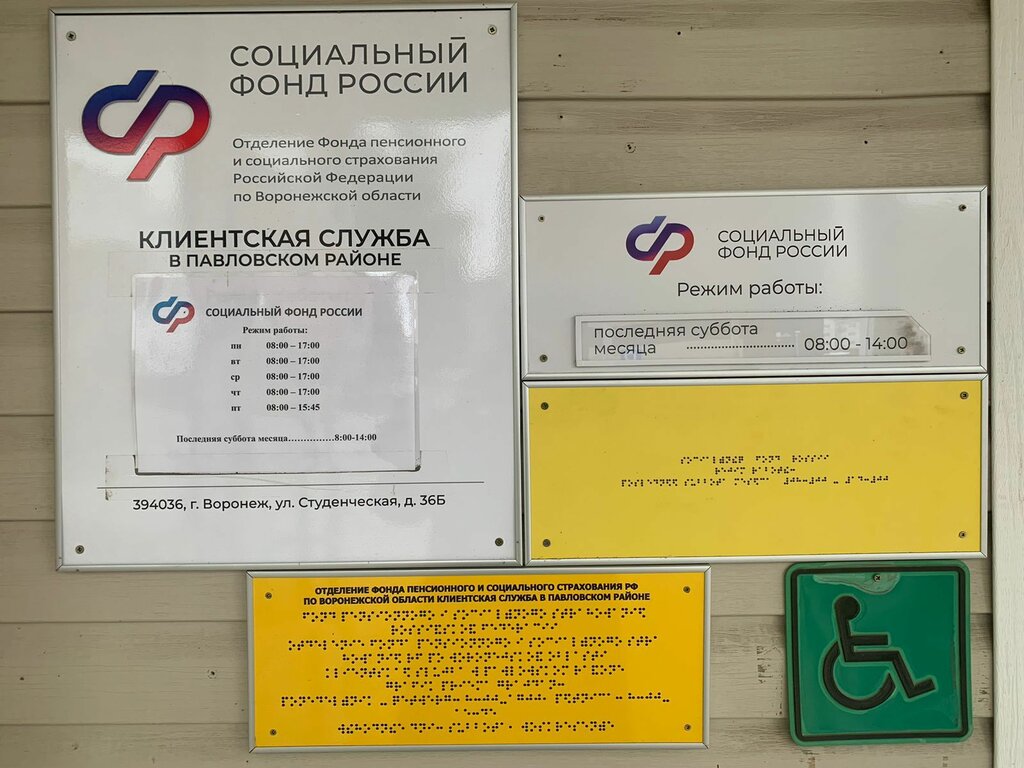 СОЦИАЛЬНЫЙ
ФОНД РОССИИ
Отделение Фонда пенсионного
и социального страхования
Российской Федерации
по Воронежской области
КЛИЕНТСКАЯ СЛУЖБА
В ПАВЛОВСКОМ РАЙОНЕ
СОЦИАЛЬНЫЙ ФОНД РОССИИ
Режим работы:
пн 08:00 – 17:00
вт 08:00 – 17:00
ср 08:00 – 17:00
чт 08:00 – 17:00
пт 08:00 – 15:45
Последняя суббота месяца...............8:00-14:00
394036, г. Воронеж, ул. Студенческая, д. 36Б
СОЦИАЛЬНЫЙ
ФОНД РОССИИ
Режим работы:
последняя суббота
месяца ........................... 08:00 - 14:00
ОТДЕЛЕНИЕ ФОНДА ПЕНСИОННОГО И СОЦИАЛЬНОГО СТРАХОВАНИЯ РФ
ПО ВОРОНЕЖСКОЙ ОБЛАСТИ КЛИЕНТСКАЯ СЛУЖБА В ПАВЛОВСКОМ РАЙОНЕ